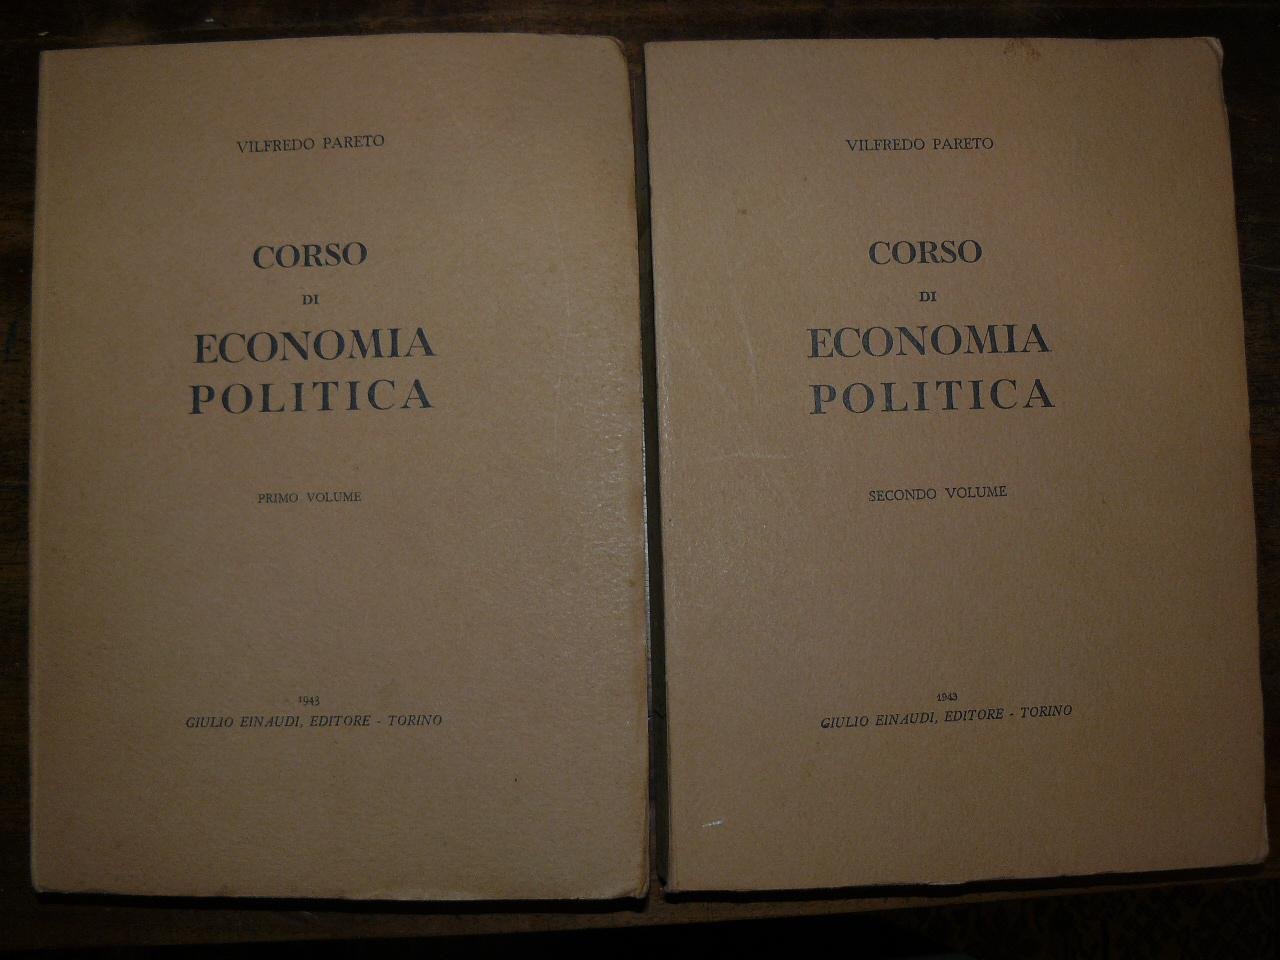 VILFREDO PARETO
CORSO
DI
ECONOMIA
POLITICA
PRIMO VOLUME
1943
GIULIO EINAUDI, EDITORE - TORINO
VILFREDO PARETO
CORSO
DI
ECONOMIA
POLITICA
SECONDO VOLUME
1943
GIULIO EINAUDI, EDITORE - TORINO